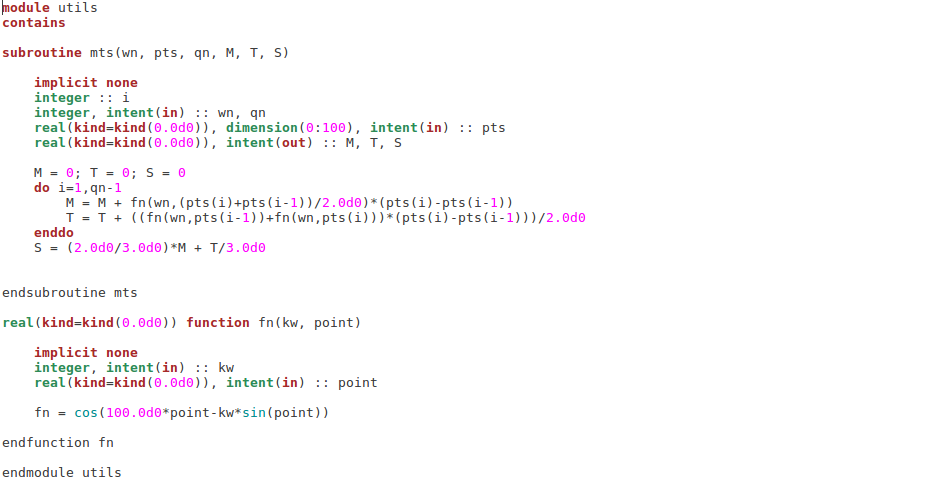 module utils
contains
subroutine mts(wn, pts, qn, M, T, S)
    implicit none
    integer :: i
    integer, intent(in) :: wn, qn
    real(kind=kind(0.0d0)), dimension(0:100), intent(in) :: pts
    real(kind=kind(0.0d0)), intent(out) :: M, T, S
    M = 0; T = 0; S = 0
    do i=1,qn-1
        M = M + fn(wn,(pts(i)+pts(i-1))/2.0d0)*(pts(i)-pts(i-1))
        T = T + ((fn(wn,pts(i-1))+fn(wn,pts(i)))*(pts(i)-pts(i-1)))/2.0d0
    enddo
    S = (2.0d0/3.0d0)*M + T/3.0d0
endsubroutine mts
real(kind=kind(0.0d0)) function fn(kw, point)
    implicit none
    integer, intent(in) :: kw
    real(kind=kind(0.0d0)), intent(in) :: point
    fn = cos(100.0d0*point-kw*sin(point))
endfunction fn
endmodule utils